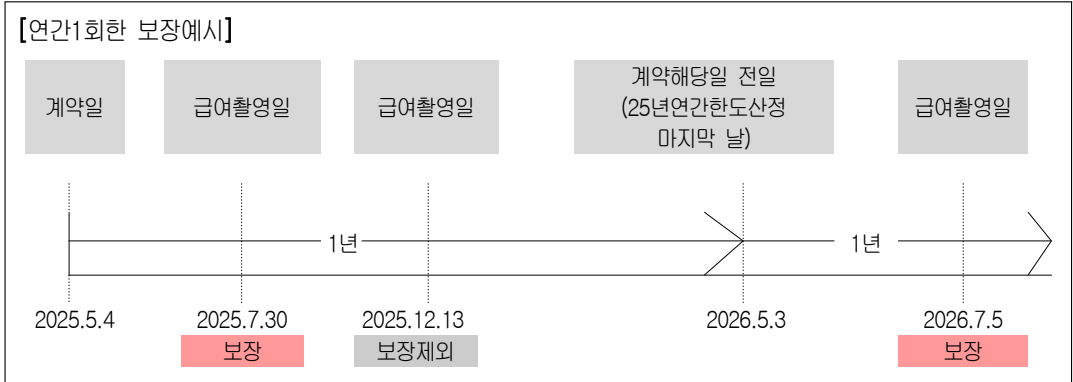 [연간1회한 보장예시]
계약일
급여촬영일
급여촬영일
계약해당일 전일
(25년연간한도산정
마지막 날)
급여촬영일
1년
1년
2025.5.4
2025.7.30
2025.12.13
2026.5.3
2026.7.5
보장
보장제외
보장